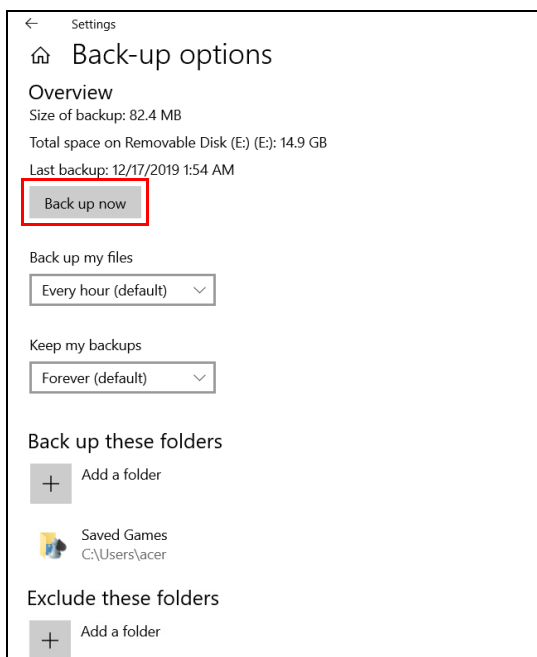 Settings
Back-up options
Overview
Size of backup: 82.4 MB
Total space on Removable Disk (E:) (E:): 14.9 GB
Last backup: 12/17/2019 1:54 AM
Back up now
Back up my files
Every hour (default)
Keep my backups
Forever (default)
Back up these folders
Add a folder
Saved Games
C:\Users\acer
Exclude these folders
Add a folder